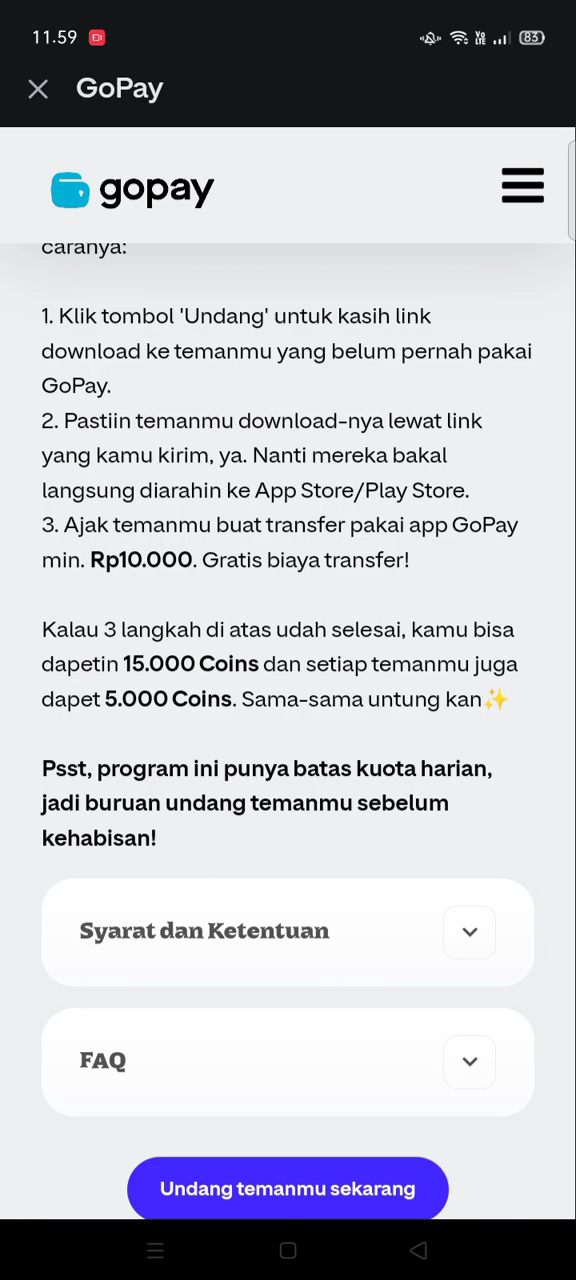 11.59
VO
LTE
83
GoPay
gopay
caranya:
1. Klik tombol 'Undang' untuk kasih link
download ke temanmu yang belum pernah pakai
GoPay.
2. Pastiin temanmu download-nya lewat link
yang kamu kirim, ya. Nanti mereka bakal
langsung diarahin ke App Store/Play Store.
3. Ajak temanmu buat transfer pakai app GoPay
min. Rp10.000. Gratis biaya transfer!
Kalau 3 langkah di atas udah selesai, kamu bisa
dapetin 15.000 Coins dan setiap temanmu juga
dapet 5.000 Coins. Sama-sama untung kan✨
Psst, program ini punya batas kuota harian,
jadi buruan undang temanmu sebelum
kehabisan!
Syarat dan Ketentuan
FAQ
Undang temanmu sekarang